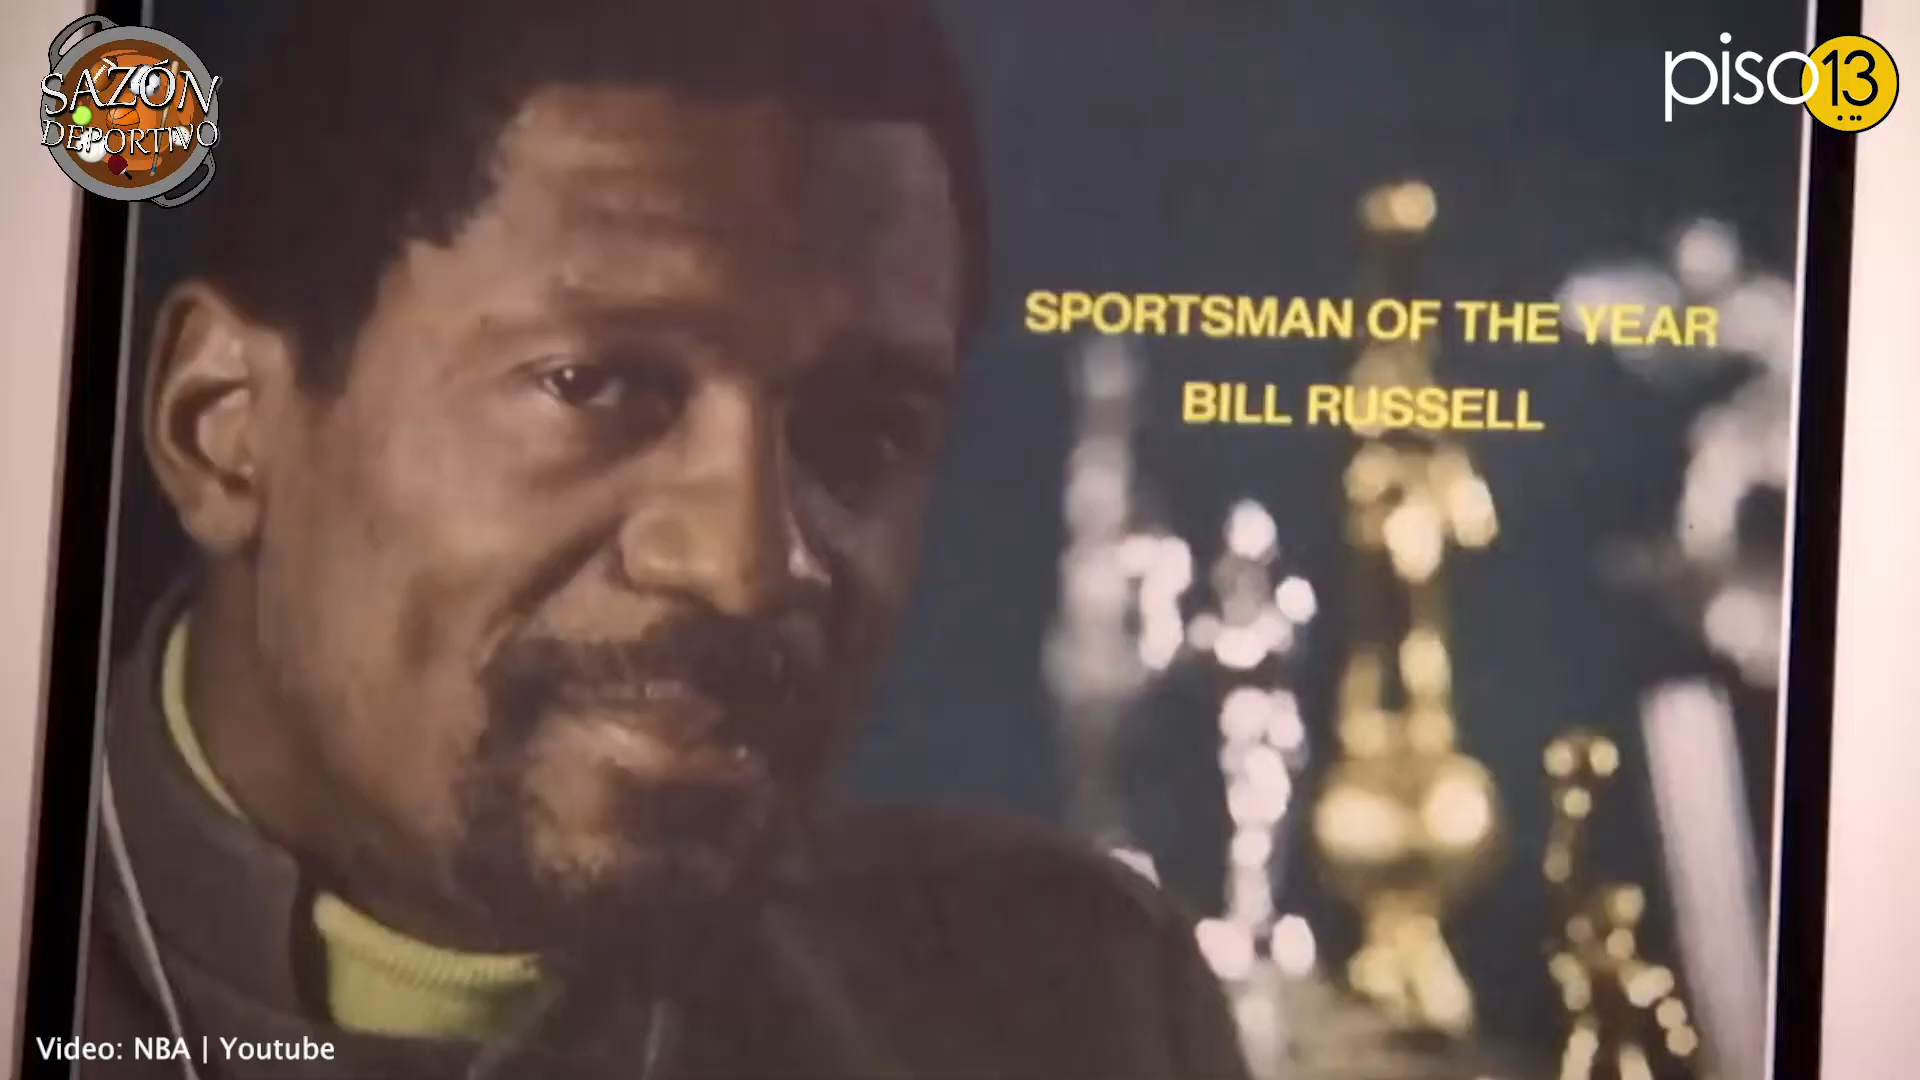 SAZÓN
DEPORTIVO
piso13
SPORTSMAN OF THE YEAR
BILL RUSSELL
Video: NBA | Youtube